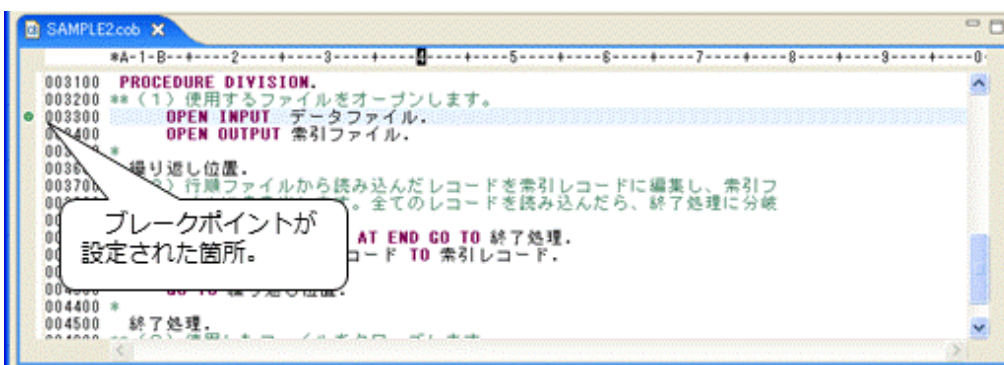 SAMPLE2.cob
*A-1-B--+----2----+----3----+----4----+----5----+----6----+----7----+----8----+----9----+----0-
003100 PROCEDURE DIVISION.
003200 **（１）使用するファイルをオープンします。
003300 OPEN INPUT データファイル.
OPEN OUTPUT 索引ファイル.
*
繰り返し位置.
003700 ）行順ファイルから読み込んだレコードを索引レコードに編集し、索引フ
。全てのレコードを読み込んだら、終了処理に分岐
AT END GO TO 終了処理.
コード TO 索引レコード.
ブレークポイントが
設定された箇所。
004400 *
004500 終了処理.